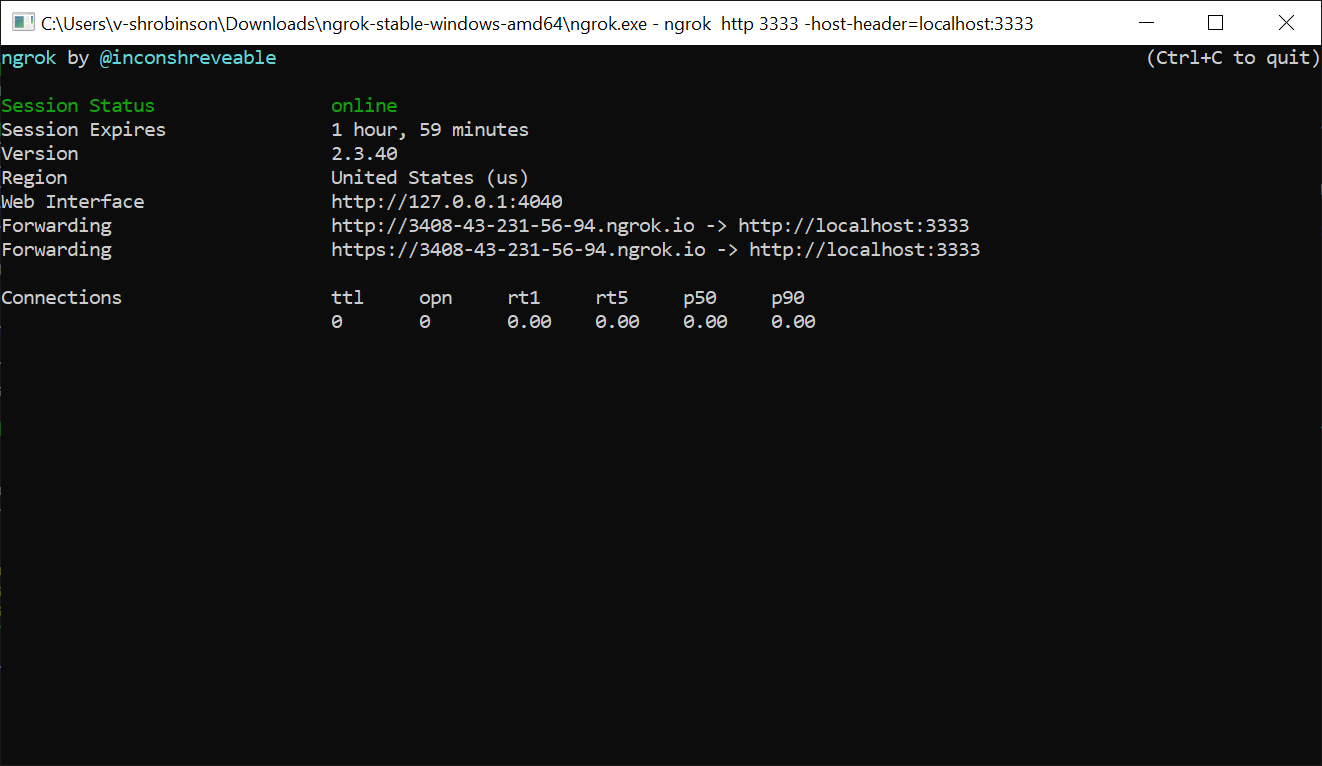 C:\Users\v-shrobinson\Downloads\ngrok-stable-windows-amd64\ngrok.exe - ngrok  http 3333 -host-header=localhost:3333
ngrok by @inconshreveable (Ctrl+C to quit)
Session Status online
Session Expires 1 hour, 59 minutes
Version 2.3.40
Region United States (us)
Web Interface http://127.0.0.1:4040
Forwarding http://3408-43-231-56-94.ngrok.io -> http://localhost:3333
Forwarding https://3408-43-231-56-94.ngrok.io -> http://localhost:3333
Connections ttl opn rt1 rt5 p50 p90
0 0 0.00 0.00 0.00 0.00